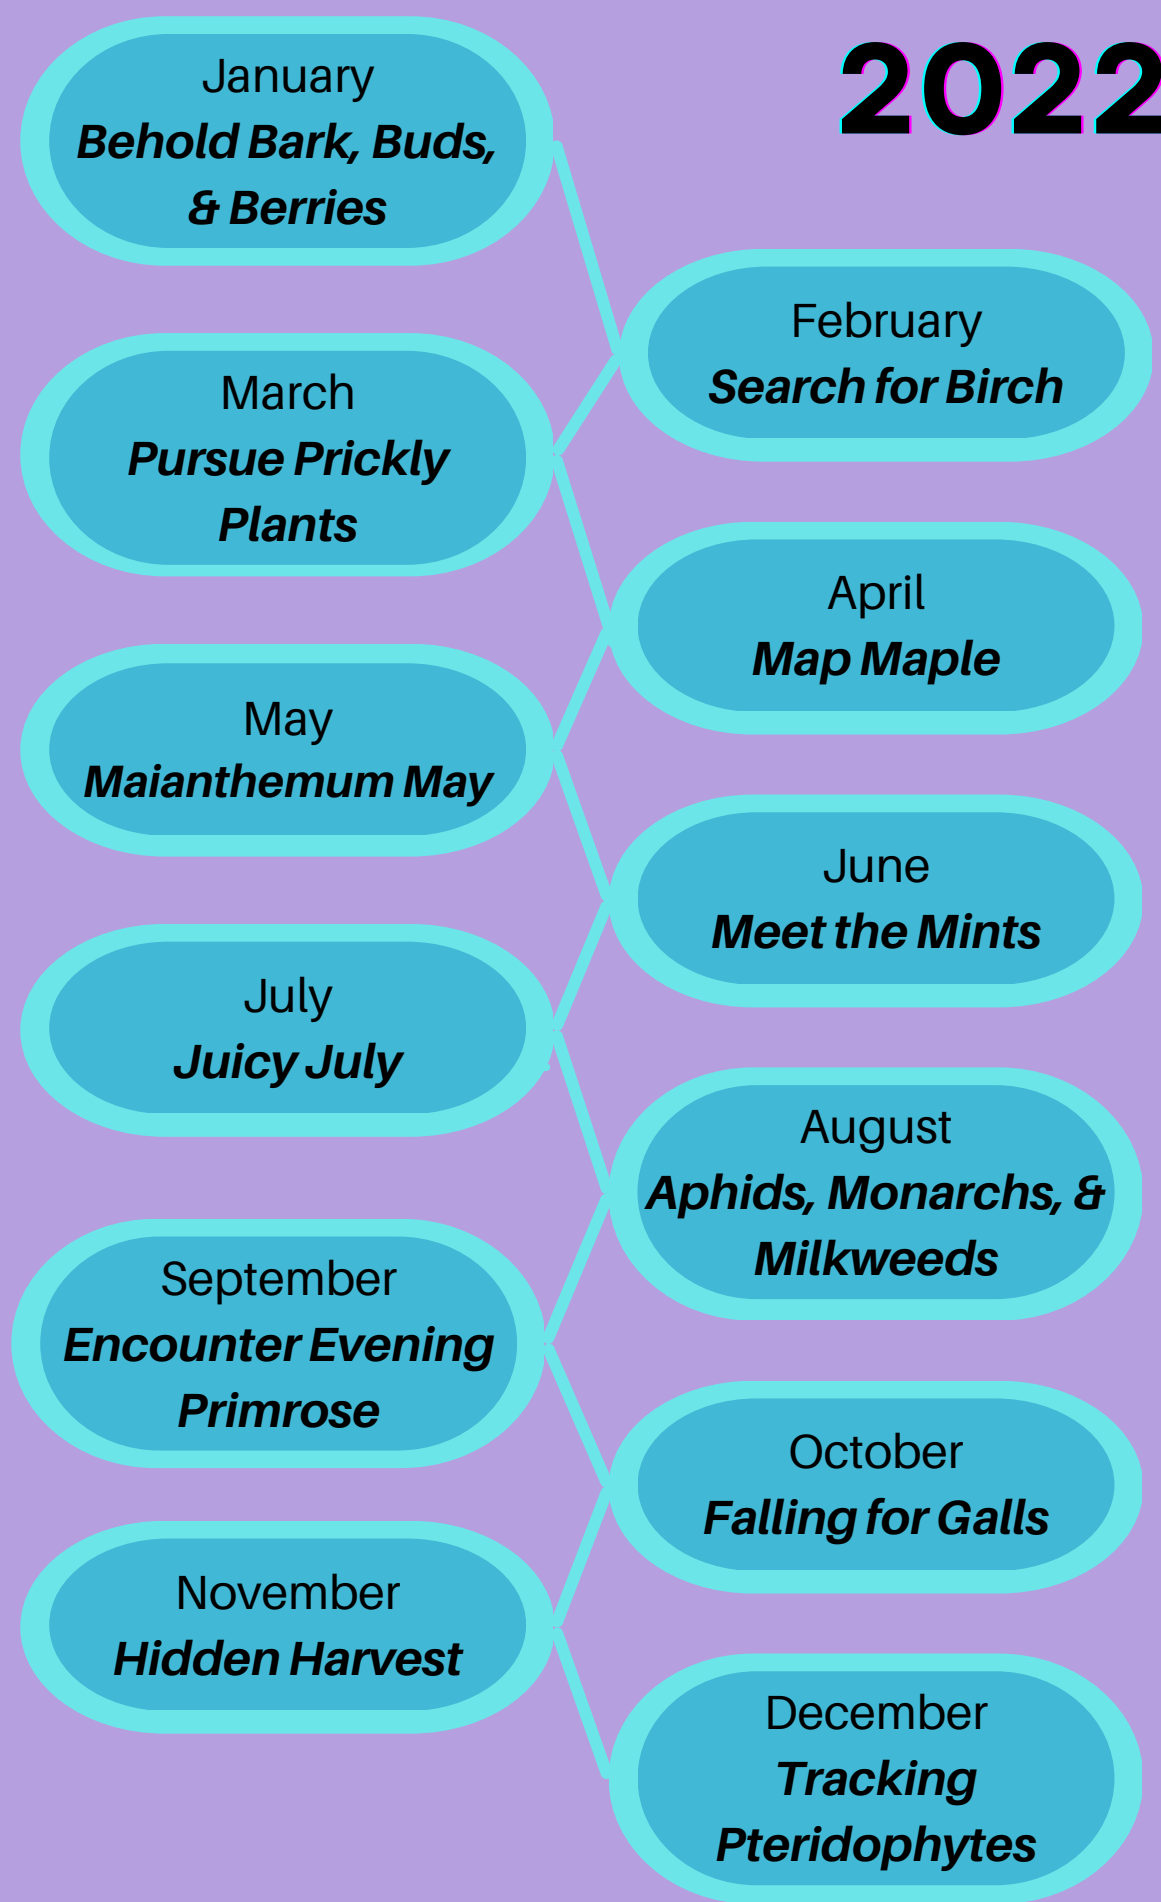 2022
January
Behold Bark, Buds,
& Berries
February
Search for Birch
March
Pursue Prickly
Plants
April
Map Maple
May
Maianthemum May
June
Meet the Mints
July
Juicy July
August
Aphids, Monarchs, &
Milkweeds
September
Encounter Evening
Primrose
October
Falling for Galls
November
Hidden Harvest
December
Tracking
Pteridophytes